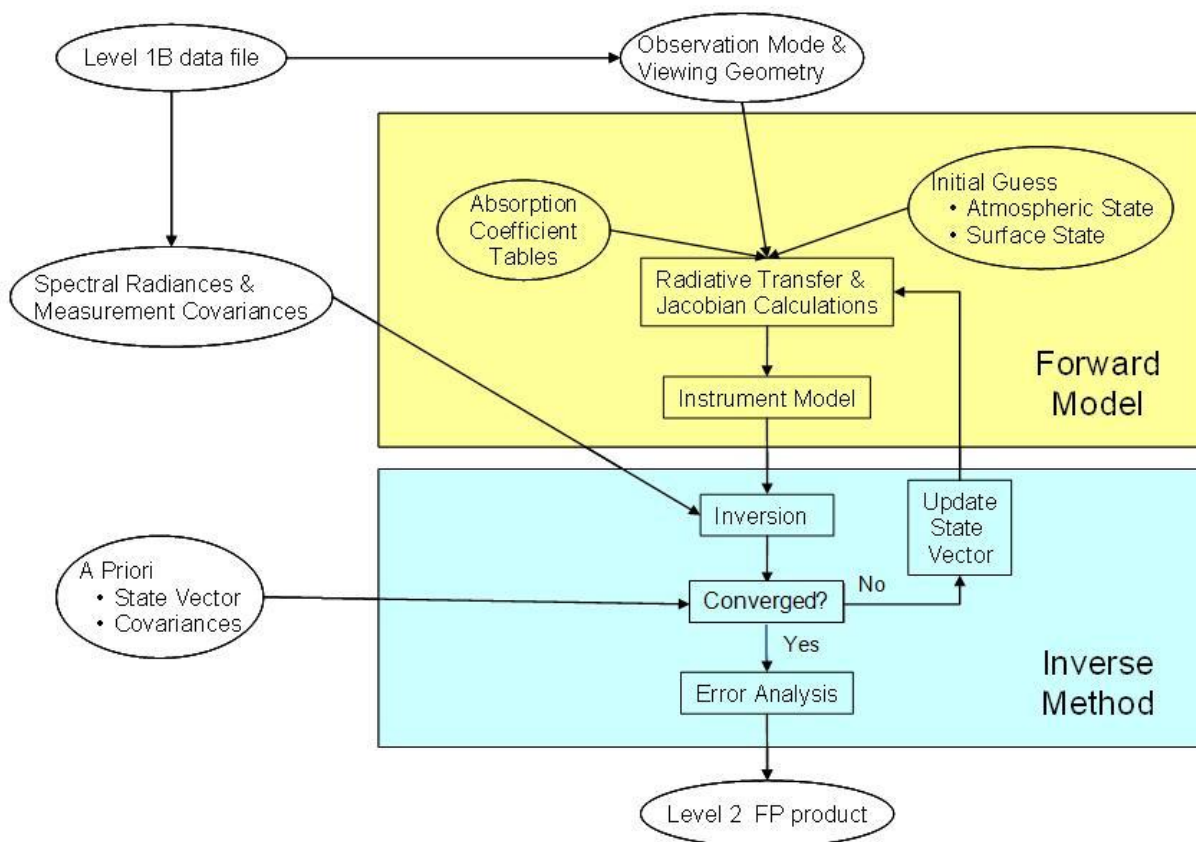 Level 1B data file
Observation Mode &
Viewing Geometry
Absorption
Coefficient
Tables
Initial Guess
• Atmospheric State
• Surface State
Spectral Radiances &
Measurement Covariances
Radiative Transfer &
Jacobian Calculations
Forward
Model
Instrument Model
Inversion
Update
State
Vector
A Priori
• State Vector
• Covariances
Converged?
No
Yes
Error Analysis
Inverse
Method
Level 2 FP product